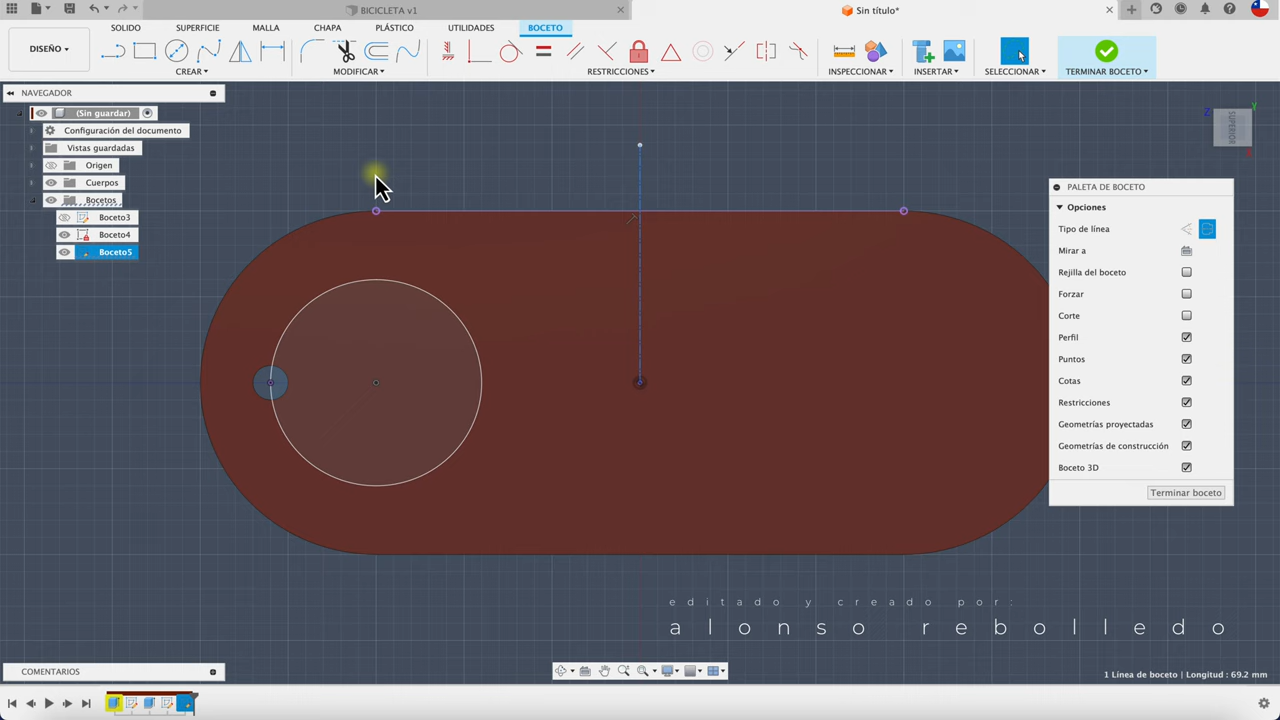 BICICLETA v1
Sin título*
DISEÑO
SOLIDO
SUPERFICIE
MALLA
CHAPA
PLÁSTICO
UTILIDADES
BOCETO
CREAR
MODIFICAR
RESTRICCIONES
INSPECCIONAR
INSERTAR
SELECCIONAR
TERMINAR BOCETO
NAVEGADOR
(Sin guardar)
Configuración del documento
Vistas guardadas
Origen
Cuerpos
Bocetos
Boceto3
Boceto4
Boceto5
Z
Y
X
SUPERIOR
PALETA DE BOCETO
Opciones
Tipo de línea
Mirar a
Rejilla del boceto
Forzar
Corte
Perfil
Puntos
Cotas
Restricciones
Geometrías proyectadas
Geometrías de construcción
Boceto 3D
Terminar boceto
editado y creado por:
alonso rebolledo
COMENTARIOS
1 Línea de boceto | Longitud : 69.2 mm